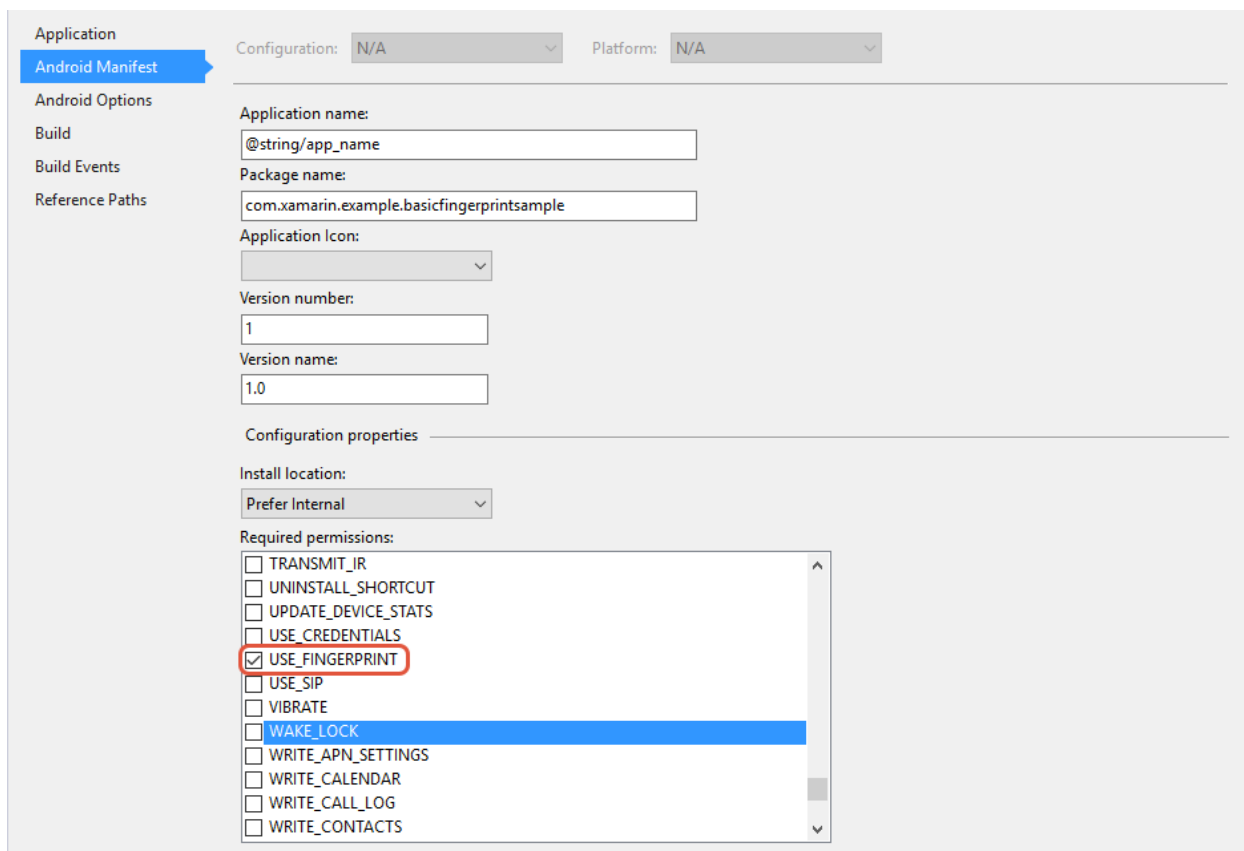 Application
Android Manifest
Android Options
Build
Build Events
Reference Paths
Configuration: N/A Platform: N/A
Application name:
@string/app_name
Package name:
com.xamarin.example.basicfingerprintsample
Application Icon:
Version number:
1
Version name:
1.0
Configuration properties
Install location:
Prefer Internal
Required permissions:
TRANSMIT_IR
UNINSTALL_SHORTCUT
UPDATE_DEVICE_STATS
USE_CREDENTIALS
USE_FINGERPRINT
USE_SIP
VIBRATE
WAKE_LOCK
WRITE_APN_SETTINGS
WRITE_CALENDAR
WRITE_CALL_LOG
WRITE_CONTACTS